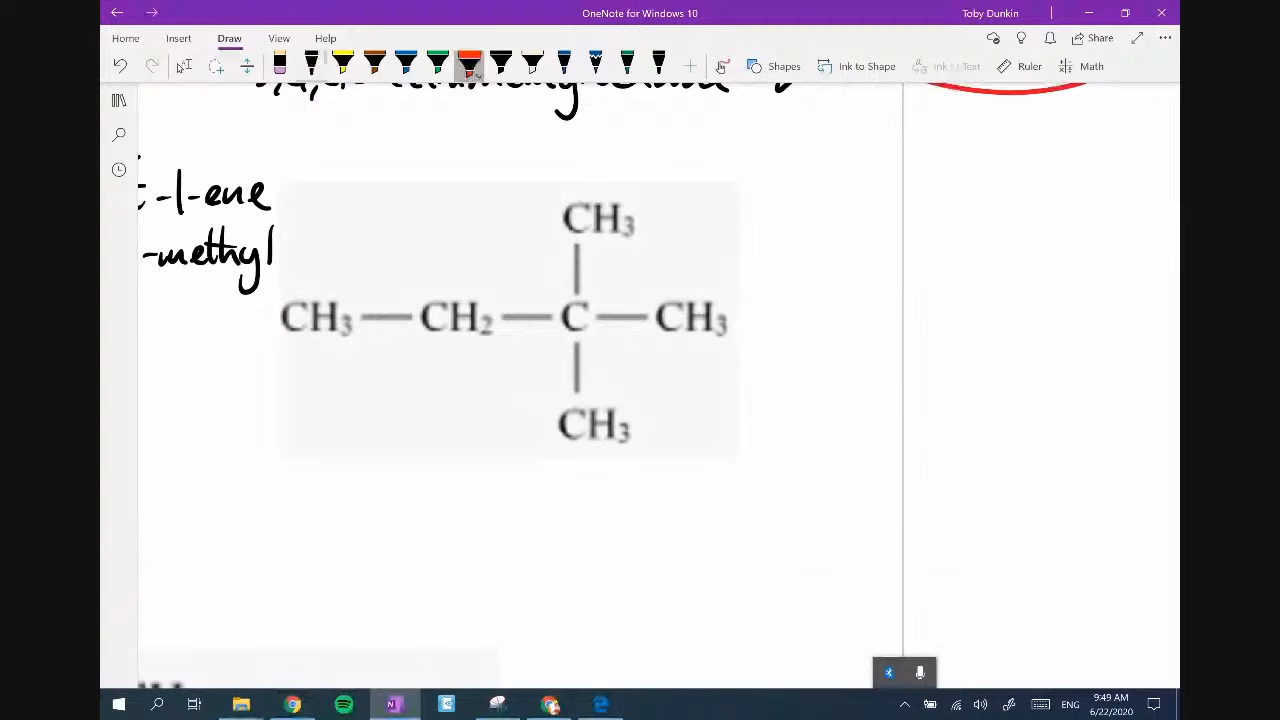 OneNote for Windows 10
Toby Dunkin
Home Insert Draw View Help
Share
Shapes Ink to Shape Ink to Text Ruler Math
-1-ene
-methyl
CH3
CH3—CH2—C—CH3
CH3
ENG
9:49 AM
6/22/2020